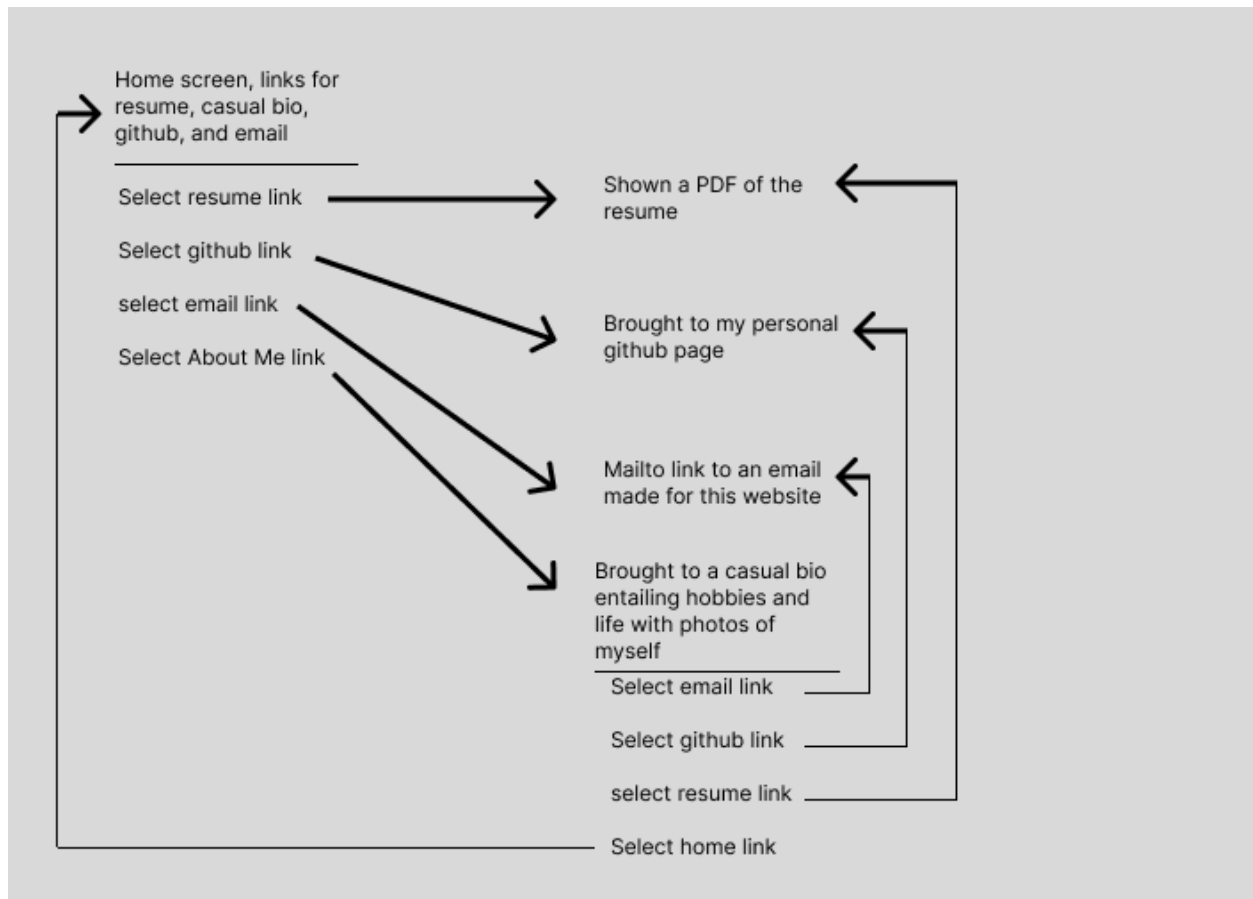 Home screen, links for
resume, casual bio,
github, and email
Select resume link
Select github link
select email link
Select About Me link
Shown a PDF of the
resume
Brought to my personal
github page
Mailto link to an email
made for this website
Brought to a casual bio
entailing hobbies and
life with photos of
myself
Select email link
Select github link
select resume link
Select home link